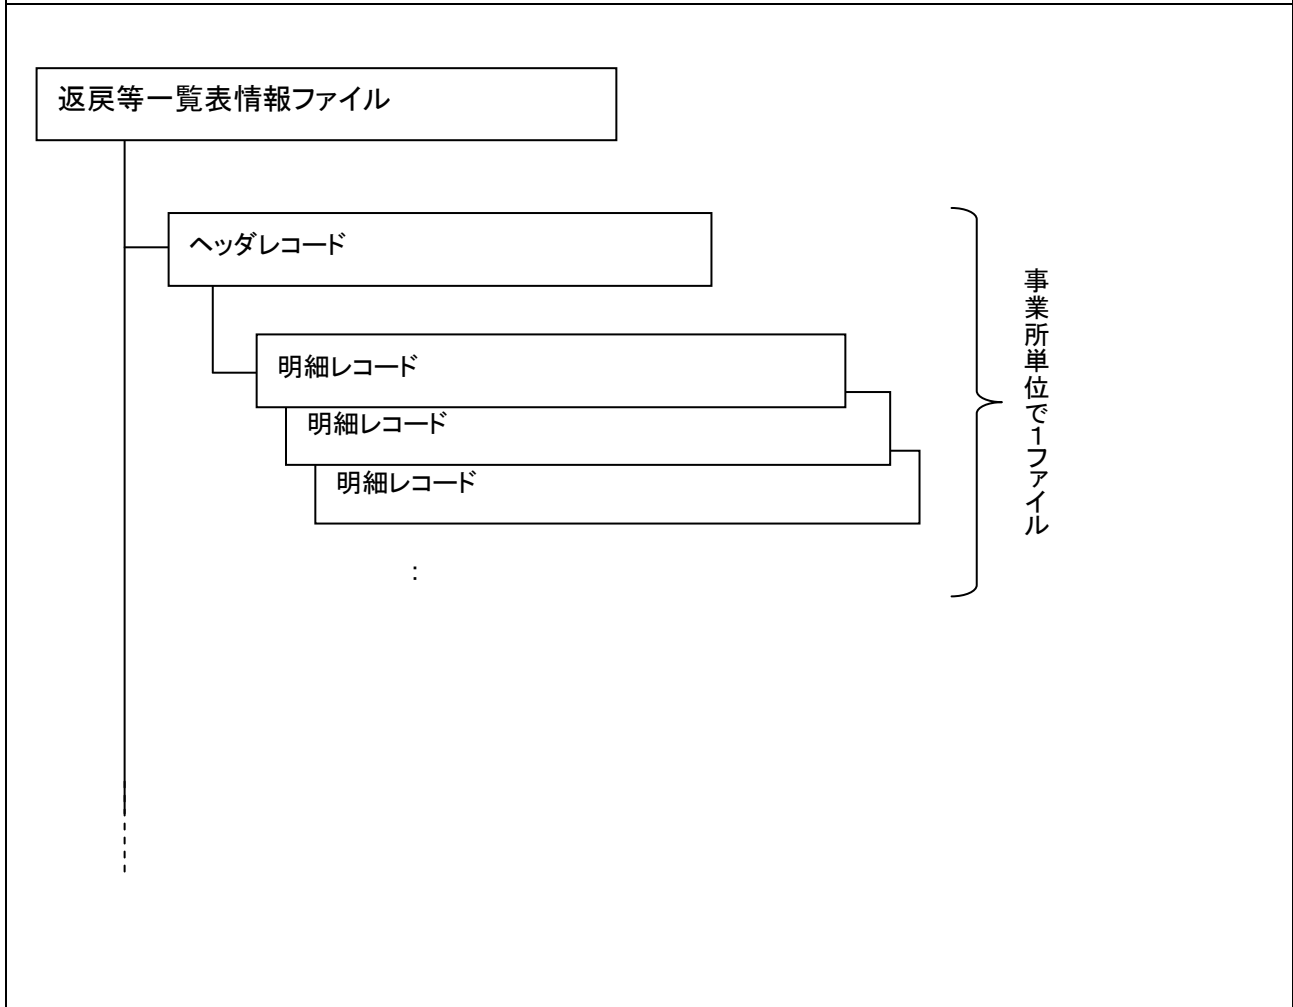 返戻等一覧表情報ファイル
ヘッダレコード
明細レコード
明細レコード
明細レコード
：
事業所単位で1ファイル